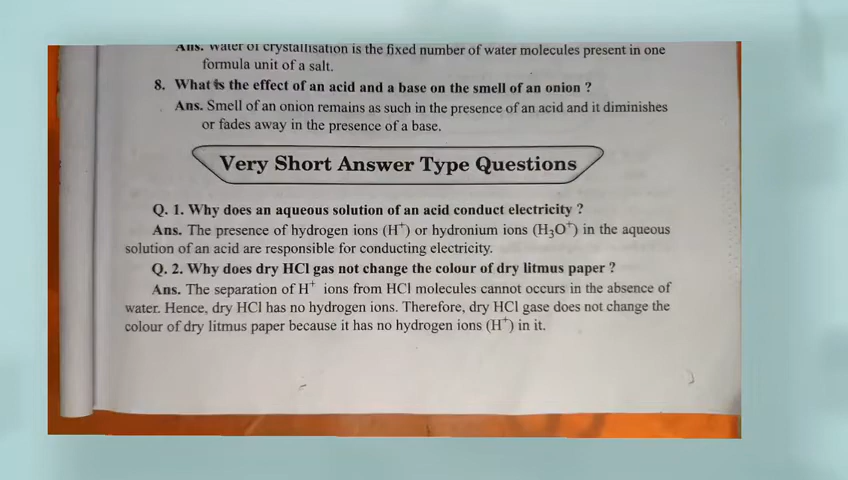 Ans. Water of crystallisation is the fixed number of water molecules present in one
formula unit of a salt.
8. What is the effect of an acid and a base on the smell of an onion ?
Ans. Smell of an onion remains as such in the presence of an acid and it diminishes
or fades away in the presence of a base.
Very Short Answer Type Questions
Q. 1. Why does an aqueous solution of an acid conduct electricity ?
Ans. The presence of hydrogen ions (H⁺) or hydronium ions (H₃O⁺) in the aqueous
solution of an acid are responsible for conducting electricity.
Q. 2. Why does dry HCl gas not change the colour of dry litmus paper ?
Ans. The separation of H⁺ ions from HCl molecules cannot occurs in the absence of
water. Hence, dry HCl has no hydrogen ions. Therefore, dry HCl gase does not change the
colour of dry litmus paper because it has no hydrogen ions (H⁺) in it.